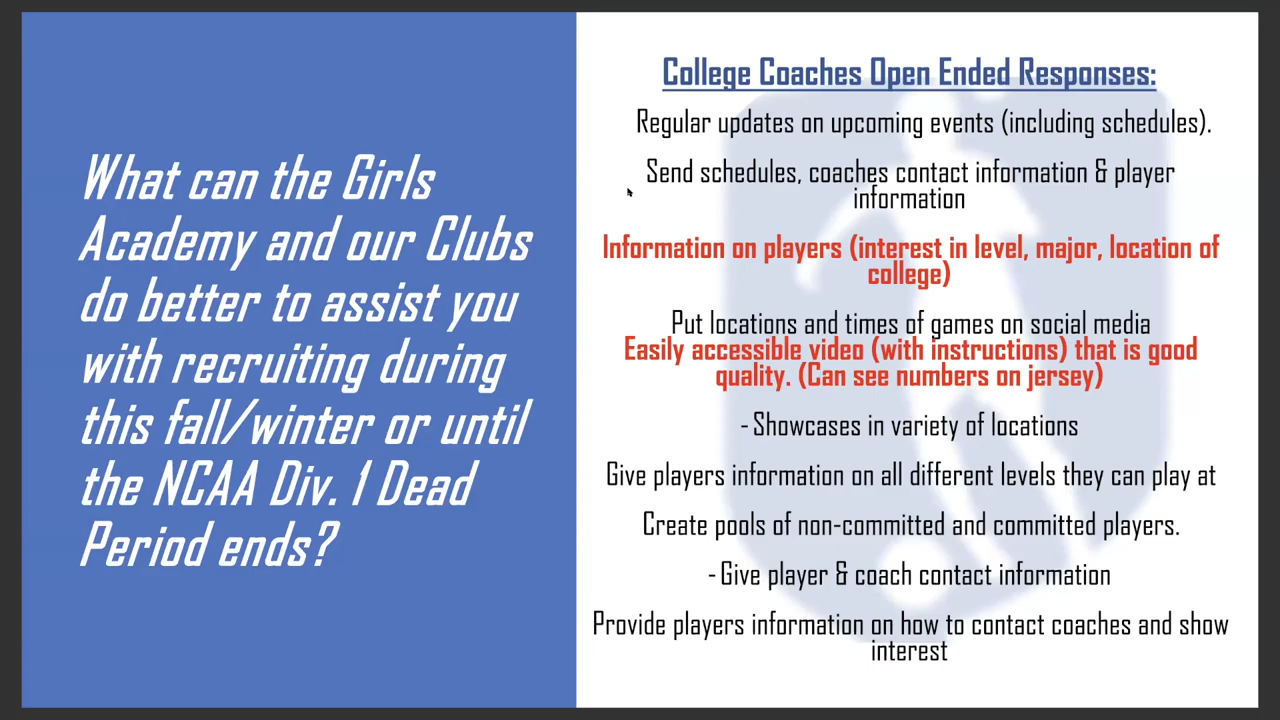 What can the Girls
Academy and our Clubs
do better to assist you
with recruiting during
this fall/winter or until
the NCAA Div. 1 Dead
Period ends?
College Coaches Open Ended Responses:
Regular updates on upcoming events (including schedules).
Send schedules, coaches contact information & player
information
Information on players (interest in level, major, location of
college)
Put locations and times of games on social media
Easily accessible video (with instructions) that is good
quality. (Can see numbers on jersey)
- Showcases in variety of locations
Give players information on all different levels they can play at
Create pools of non-committed and committed players.
- Give player & coach contact information
Provide players information on how to contact coaches and show
interest